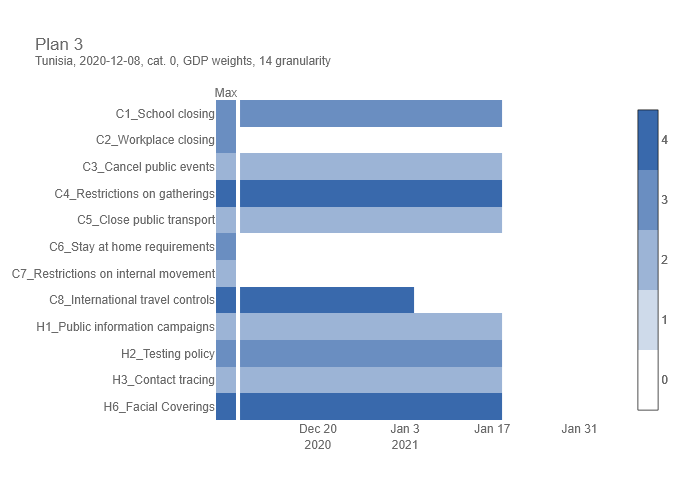 Plan 3
Tunisia, 2020-12-08, cat. 0, GDP weights, 14 granularity
Max
C1_School closing
C2_Workplace closing
C3_Cancel public events
C4_Restrictions on gatherings
C5_Close public transport
C6_Stay at home requirements
C7_Restrictions on internal movement
C8_International travel controls
H1_Public information campaigns
H2_Testing policy
H3_Contact tracing
H6_Facial Coverings
Dec 20 Jan 3 Jan 17 Jan 31
2020 2021
4
3
2
1
0